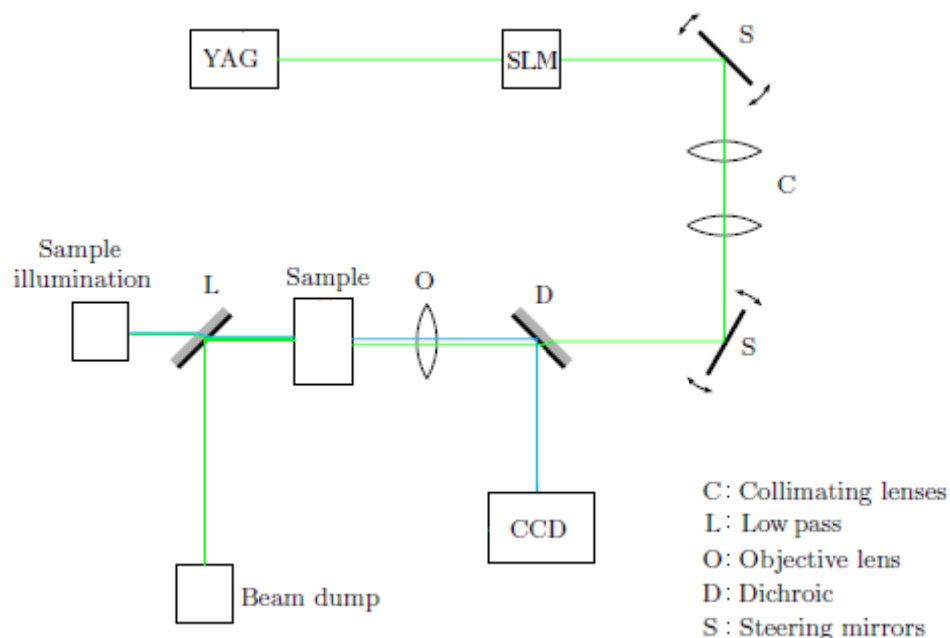 YAG
SLM
S
C
Sample
illumination
L
Sample
O
D
S
CCD
Beam dump
C: Collimating lenses
L: Low pass
O: Objective lens
D: Dichroic
S: Steering mirrors